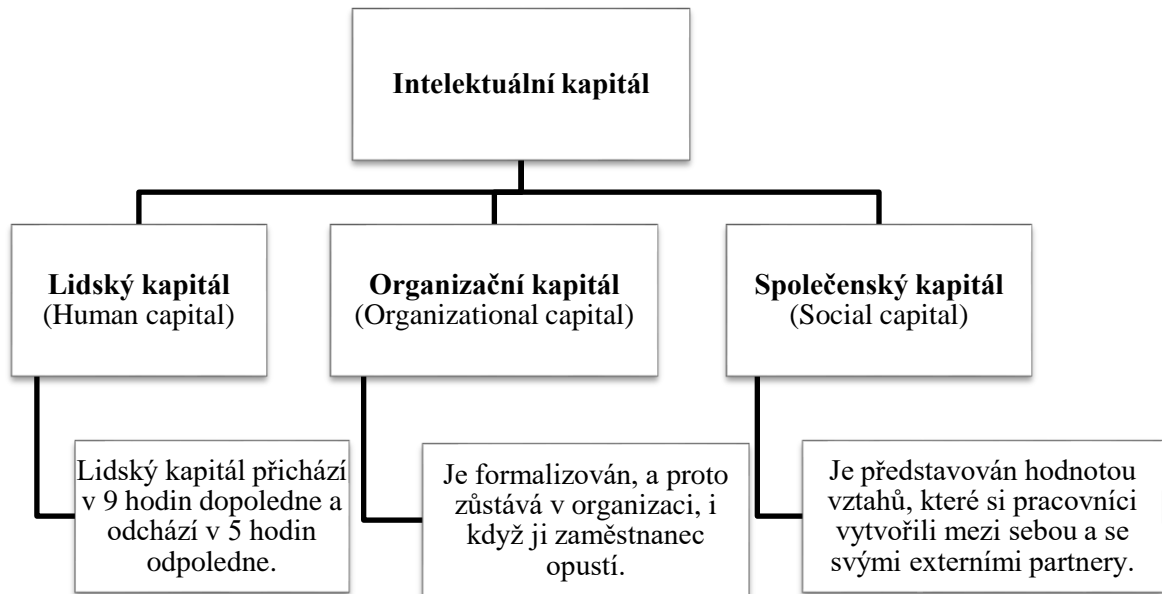 Intelektuální kapitál
Lidský kapitál
(Human capital)
Organizační kapitál
(Organizational capital)
Společenský kapitál
(Social capital)
Lidský kapitál přichází
v 9 hodin dopoledne a
odchází v 5 hodin
odpoledne.
Je formalizován, a proto
zůstává v organizaci, i
když ji zaměstnanec
opustí.
Je představován hodnotou
vztahů, které si pracovníci
vytvořili mezi sebou a se
svými externími partnery.